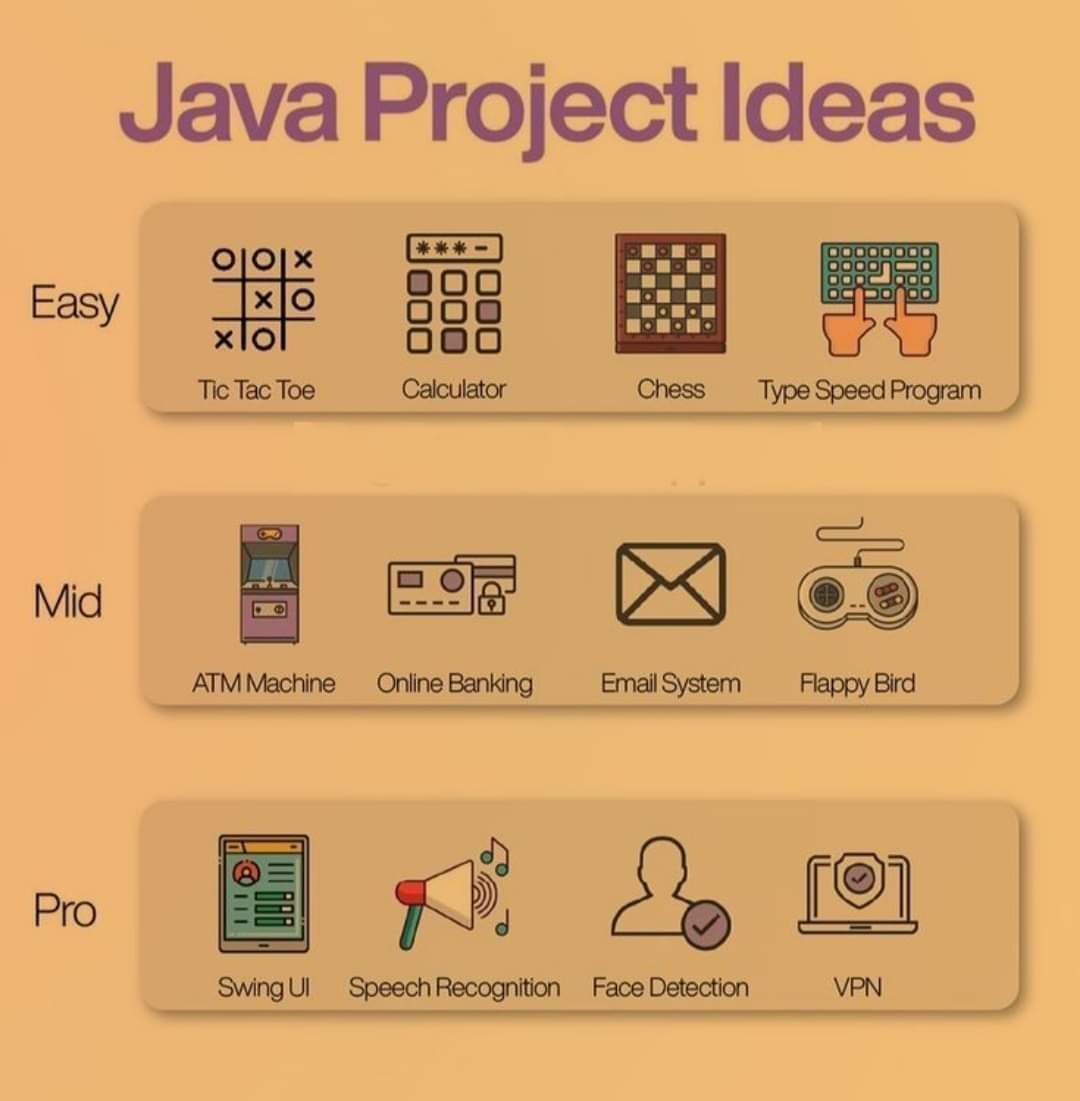 Java Project Ideas
Easy
Tic Tac Toe
Calculator
Chess
Type Speed Program
Mid
ATM Machine
Online Banking
Email System
Flappy Bird
Pro
Swing UI
Speech Recognition
Face Detection
VPN